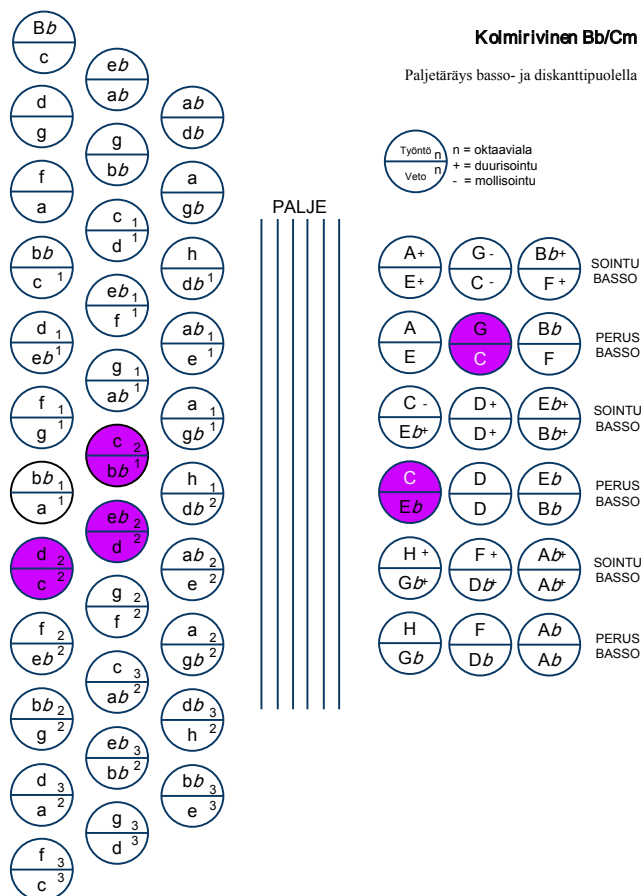 Kolmirivinen Bb/Cm
Paljetäräys basso- ja diskanttipuolella
Työntö n
Veto n
n = oktaaviala
+ = duurisointu
- = mollisointu
PALJE
Bb
c
d
g
f
a
bb
c 1
d 1
eb 1
f 1
g 1
bb 1
a 1
d 2
c 2
f 2
eb 2
bb 2
g 2
d 3
a 2
f 3
c 3
eb
ab
g
bb
c 1
d 1
eb 1
f 1
g 1
ab 1
c 2
bb 1
eb 2
d 2
g 2
f 2
c 3
ab 2
eb 3
bb 2
g 3
d 3
ab
db
a
gb
h
db 1
ab 1
e 1
a 1
gb 1
h 1
db 2
ab 2
e 2
a 2
gb 2
db 3
h 2
bb 3
e 3
A+ G- Bb+
E+ C- F+
SOINTU
BASSO
A G Bb
E C F
PERUS
BASSO
C- D+ Eb+
Eb+ D+ Bb+
SOINTU
BASSO
C D Eb
Eb D Bb
PERUS
BASSO
H+ F+ Ab+
Gb+ Db+ Ab+
SOINTU
BASSO
H F Ab
Gb Db Ab
PERUS
BASSO